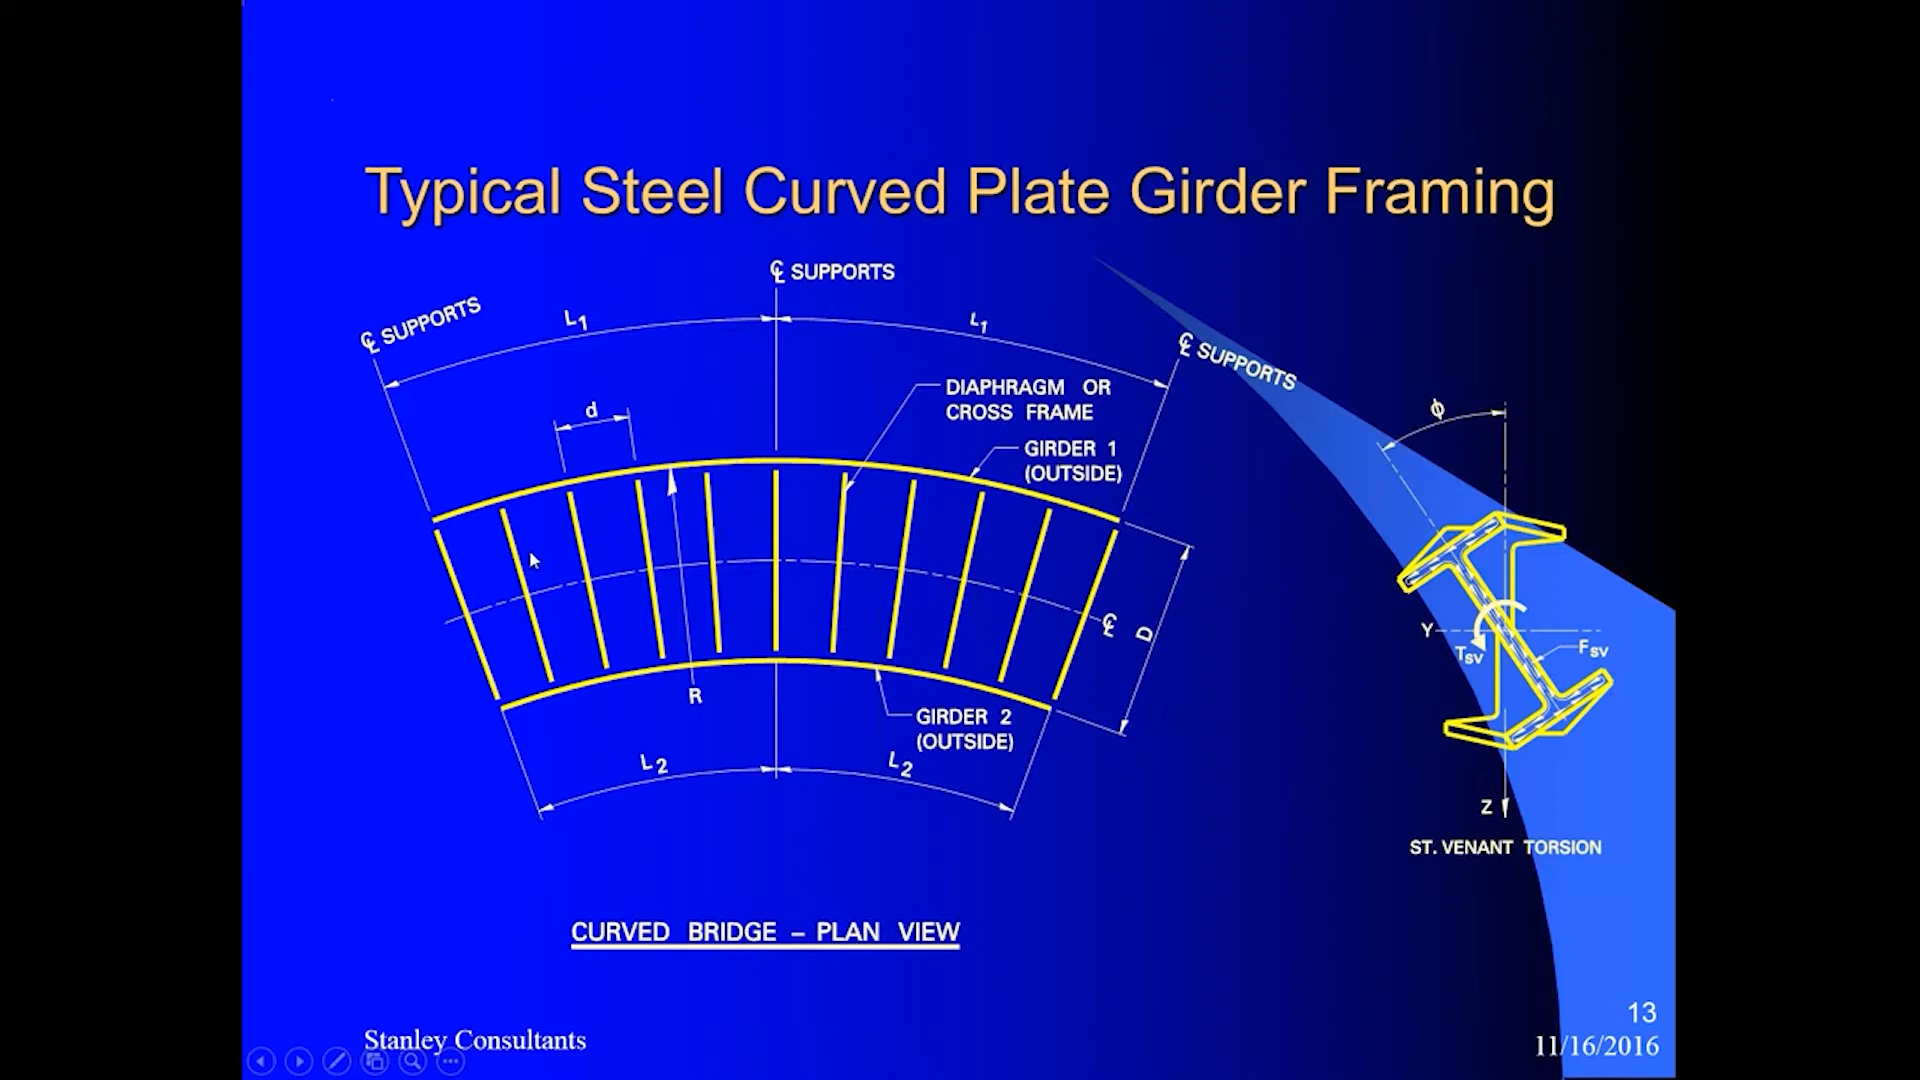 Typical Steel Curved Plate Girder Framing
℄ SUPPORTS
℄ SUPPORTS
L1
L1
℄ SUPPORTS
d
DIAPHRAGM OR
CROSS FRAME
GIRDER 1
(OUTSIDE)
ϕ
℄
D
Y
TSV
FSV
R
GIRDER 2
(OUTSIDE)
L2
L2
Z
ST. VENANT TORSION
CURVED BRIDGE – PLAN VIEW
13
Stanley Consultants
11/16/2016